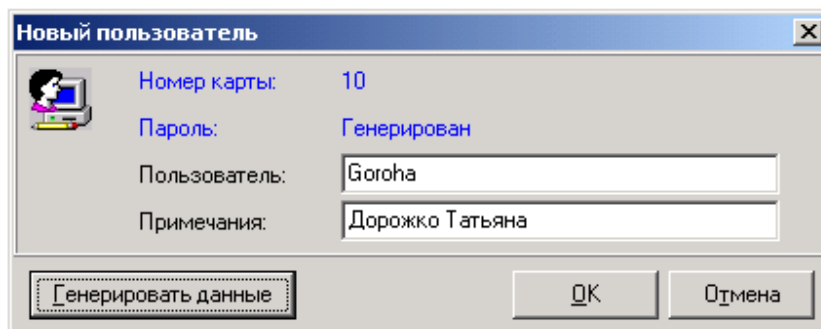 Новый пользователь
Номер карты: 10
Пароль: Генерирован
Пользователь: Goroha
Примечания: Дорожко Татьяна
Генерировать данные OK Отмена